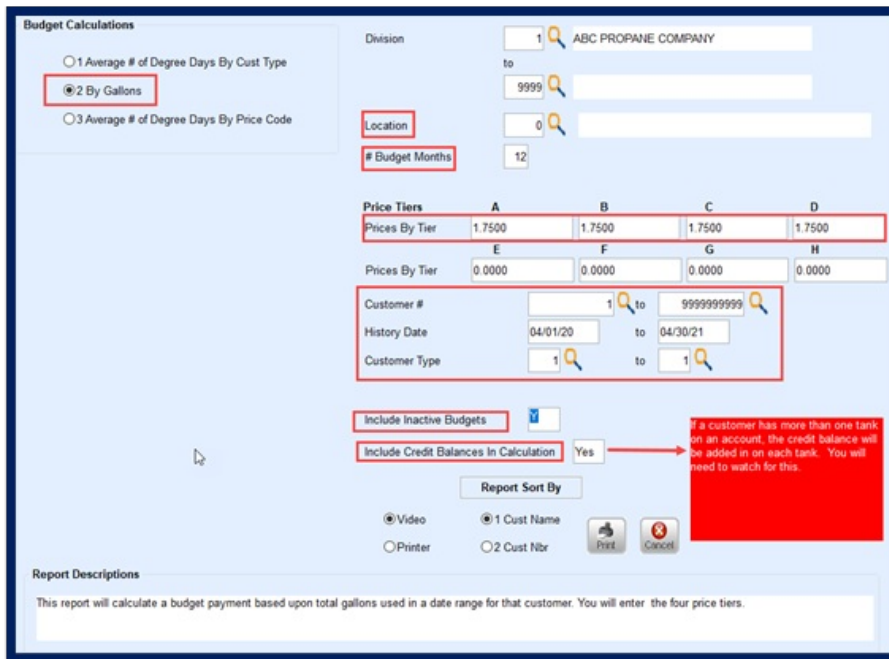 Budget Calculations
1 Average # of Degree Days By Cust Type
2 By Gallons
3 Average # of Degree Days By Price Code
Division 1 ABC PROPANE COMPANY
to
9999
Location 0
# Budget Months 12
Price Tiers A B C D
Prices By Tier 1.7500 1.7500 1.7500 1.7500
E F G H
Prices By Tier 0.0000 0.0000 0.0000 0.0000
Customer # 1 to 9999999999
History Date 04/01/20 to 04/30/21
Customer Type 1 to 1
Include Inactive Budgets Y
Include Credit Balances In Calculation Yes
If a customer has more than one tank
on an account, the credit balance will
be added in on each tank. You will
need to watch for this.
Report Sort By
Video 1 Cust Name
Printer 2 Cust Nbr
Print Cancel
Report Descriptions
This report will calculate a budget payment based upon total gallons used in a date range for that customer. You will enter the four price tiers.